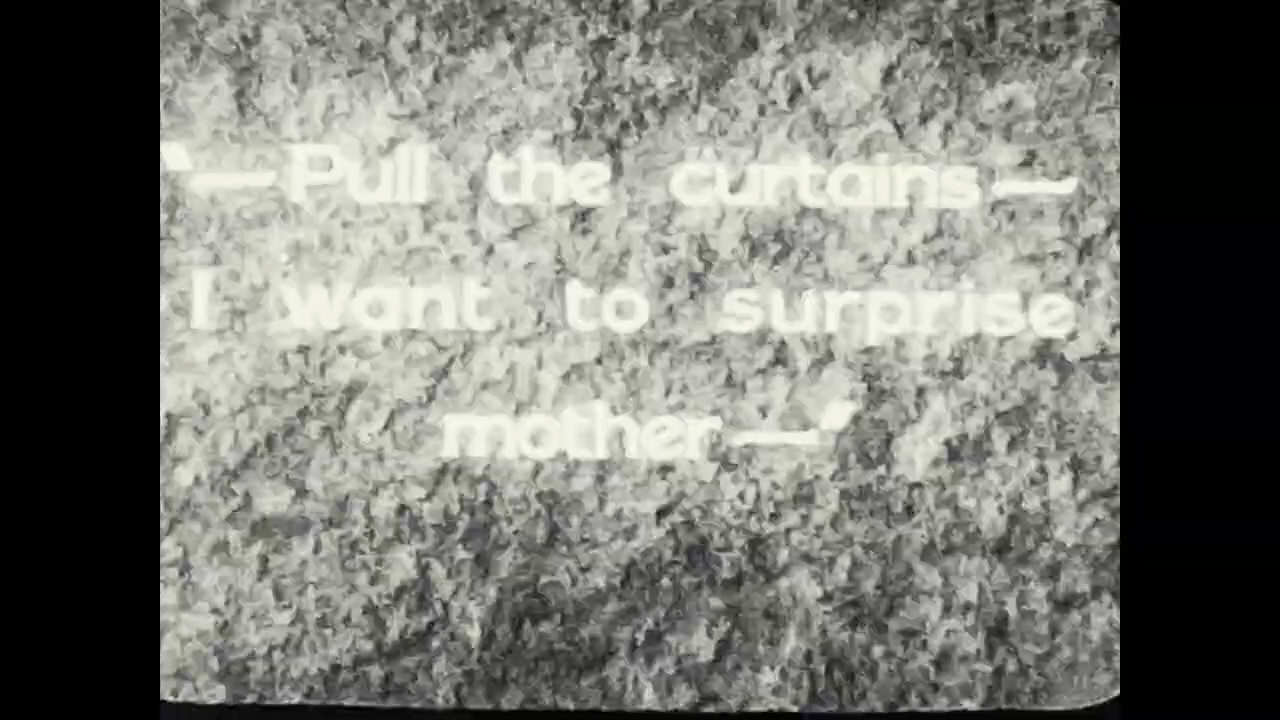 "—Pull the curtains—
I want to surprise
mother—"